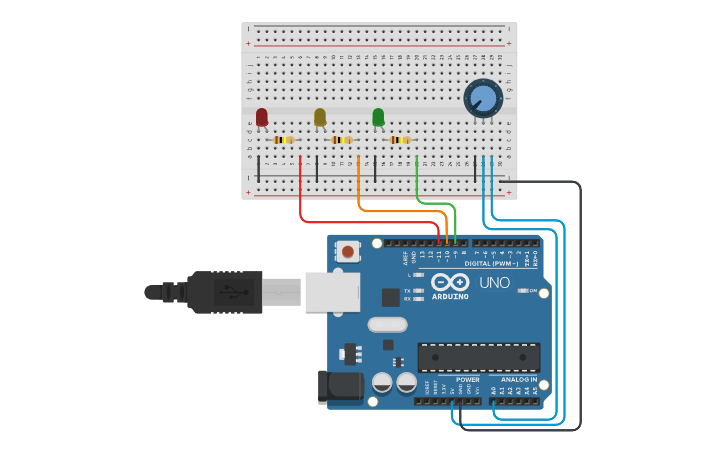 AREF
GND
13
12
~11
~10
~9
8
7
~6
~5
4
~3
2
TX→1
RX←0
DIGITAL (PWM~)
L
TX
RX
ARDUINO
UNO
ON
POWER
ANALOG IN
IOREF
RESET
3.3V
5V
GND
GND
Vin
A0
A1
A2
A3
A4
A5